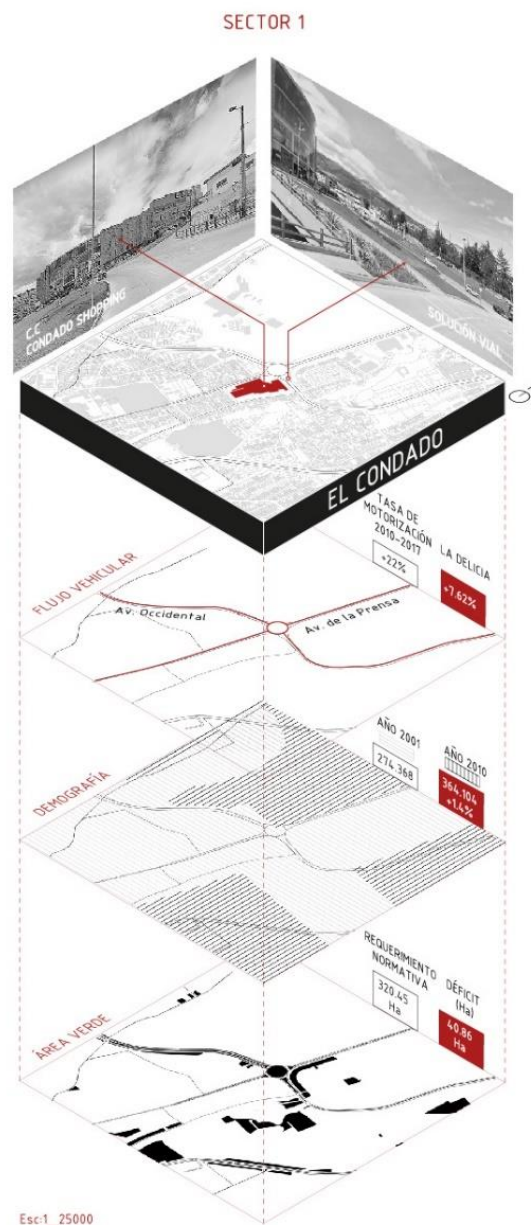 SECTOR 1
C.C
CONDADO SHOPPING
SOLUCIÓN VIAL
EL CONDADO
FLUJO VEHICULAR
TASA DE
MOTORIZACIÓN
2010-2017
+22%
LA DELICIA
+7.62%
Av. Occidental
Av. de la Prensa
DEMOGRAFÍA
AÑO 2001
274.368
AÑO 2010
364.104
+1.4%
AREA VERDE
REQUERIMIENTO
NORMATIVA
320.45
Ha
DÉFICIT
(Ha)
40.86
Ha
Esc:1 25000